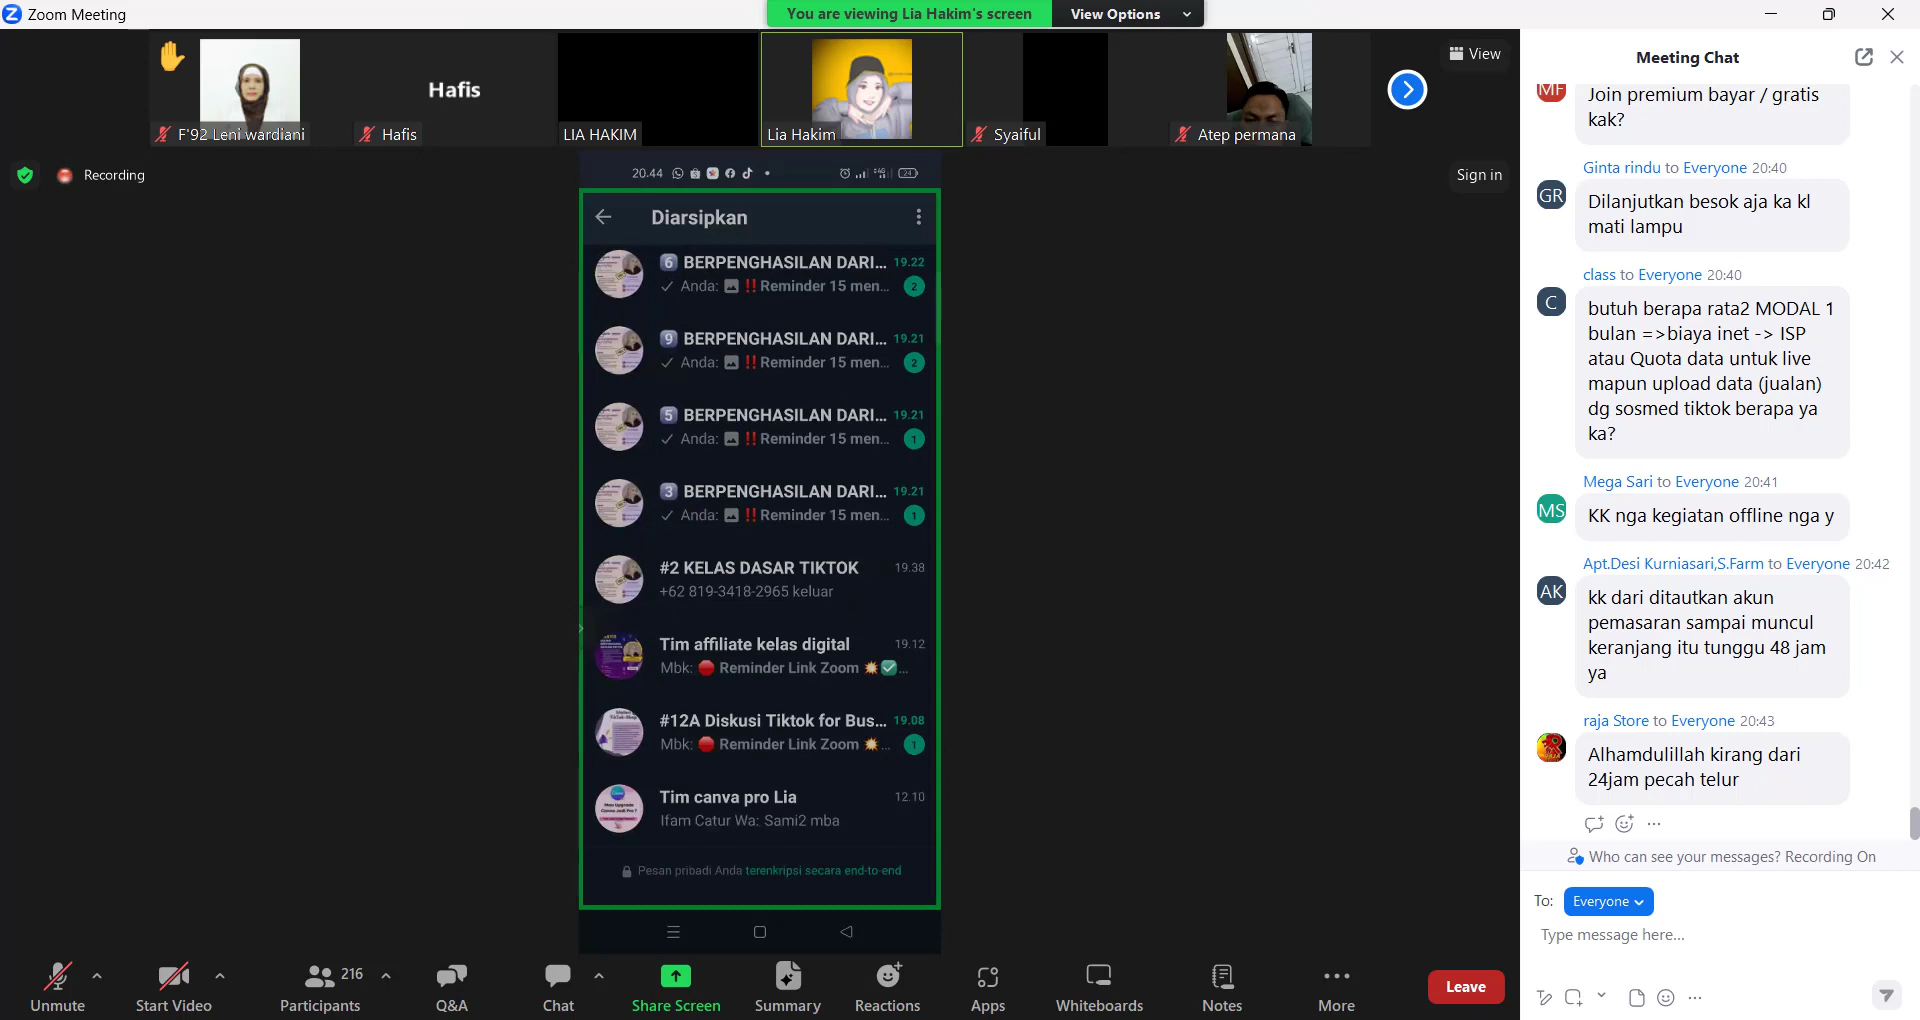 Zoom Meeting
You are viewing Lia Hakim's screen
View Options
F'92 Leni wardiani
Hafis
Hafis
LIA HAKIM
Lia Hakim
Syaiful
Atep permana
View
Recording
Sign in
20.44
24
Diarsipkan
6 BERPENGHASILAN DARI... 19.22
Anda: ‼️Reminder 15 men... 2
9 BERPENGHASILAN DARI... 19.21
Anda: ‼️Reminder 15 men... 2
5 BERPENGHASILAN DARI... 19.21
Anda: ‼️Reminder 15 men... 1
3 BERPENGHASILAN DARI... 19.21
Anda: ‼️Reminder 15 men... 1
#2 KELAS DASAR TIKTOK 19.38
+62 819-3418-2965 keluar
Tim affiliate kelas digital 19.12
Mbk: 🛑 Reminder Link Zoom 💥✅...
#12A Diskusi Tiktok for Bus... 19.08
Mbk: 🛑 Reminder Link Zoom 💥... 1
Tim canva pro Lia 12.10
Ifam Catur Wa: Sami2 mba
Pesan pribadi Anda terenkripsi secara end-to-end
Unmute
Start Video
216
Participants
Q&A
Chat
Share Screen
Summary
Reactions
Apps
Whiteboards
Notes
More
Leave
Meeting Chat
MF
Join premium bayar / gratis
kak?
Ginta rindu to Everyone 20:40
GR
Dilanjutkan besok aja ka kl
mati lampu
class to Everyone 20:40
C
butuh berapa rata2 MODAL 1
bulan =>biaya inet -> ISP
atau Quota data untuk live
mapun upload data (jualan)
dg sosmed tiktok berapa ya
ka?
Mega Sari to Everyone 20:41
MS
KK nga kegiatan offline nga y
Apt.Desi Kurniasari,S.Farm to Everyone 20:42
AK
kk dari ditautkan akun
pemasaran sampai muncul
keranjang itu tunggu 48 jam
ya
raja Store to Everyone 20:43
Alhamdulillah kirang dari
24jam pecah telur
Who can see your messages? Recording On
To: Everyone
Type message here...